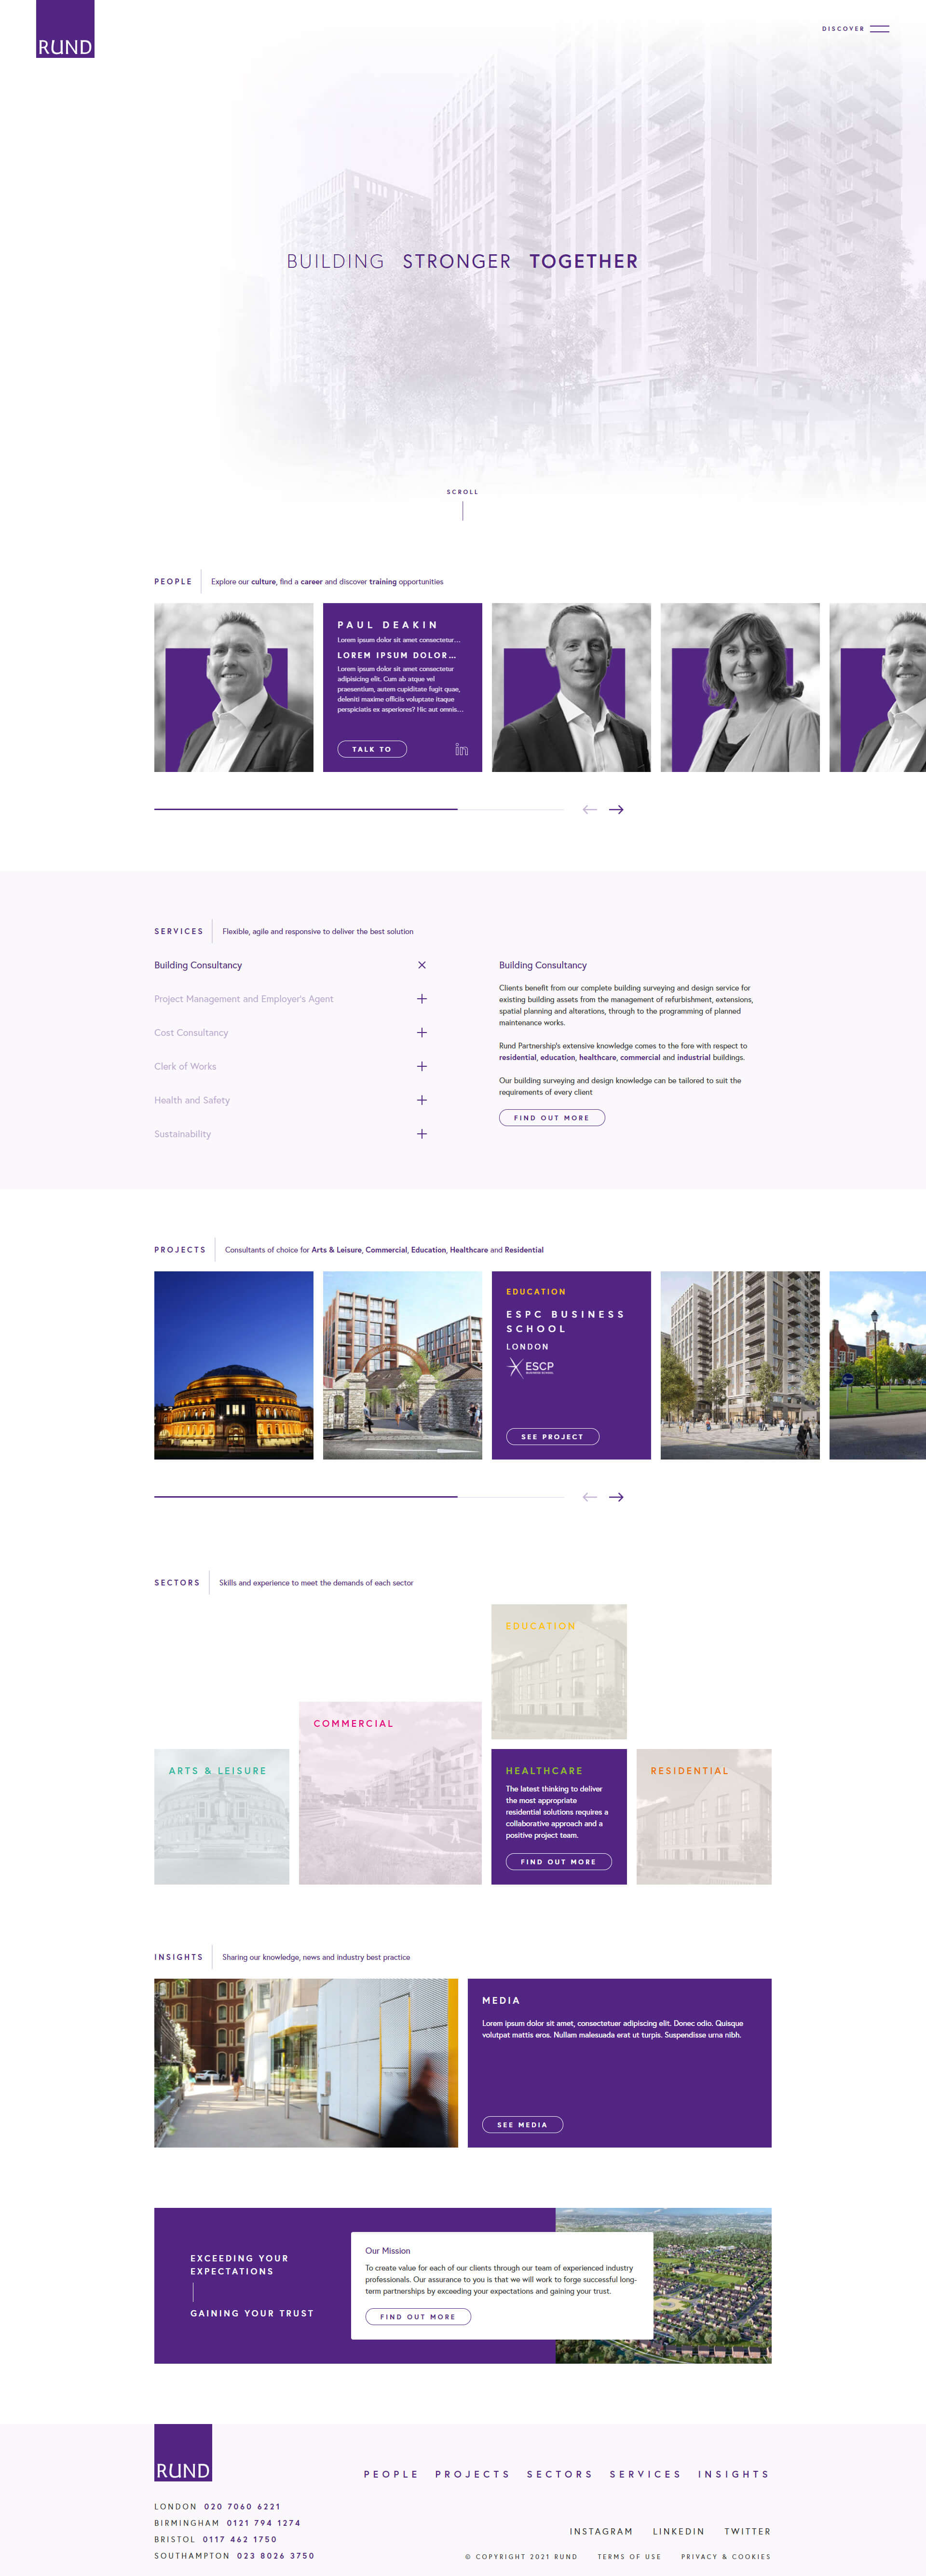 RUND
DISCOVER
BUILDING STRONGER TOGETHER
SCROLL
PEOPLE
Explore our culture, find a career and discover training opportunities
PAUL DEAKIN
Lorem ipsum dolor sit amet consectetur...
LOREM IPSUM DOLOR...
Lorem ipsum dolor sit amet consectetur
adipisicing elit. Cum ab atque vel
praesentium, autem cupiditate fugit quae,
deleniti maxime officiis voluptate itaque
perspiciatis ex asperiores? Hic aut omnis...
TALK TO
in
SERVICES
Flexible, agile and responsive to deliver the best solution
Building Consultancy
Project Management and Employer's Agent
Cost Consultancy
Clerk of Works
Health and Safety
Sustainability
Building Consultancy
Clients benefit from our complete building surveying and design service for
existing building assets from the management of refurbishment, extensions,
spatial planning and alterations, through to the programming of planned
maintenance works.
Rund Partnership's extensive knowledge comes to the fore with respect to
residential, education, healthcare, commercial and industrial buildings.
Our building surveying and design knowledge can be tailored to suit the
requirements of every client
FIND OUT MORE
PROJECTS
Consultants of choice for Arts & Leisure, Commercial, Education, Healthcare and Residential
EDUCATION
ESPC BUSINESS
SCHOOL
LONDON
ESCP
SEE PROJECT
SECTORS
Skills and experience to meet the demands of each sector
EDUCATION
COMMERCIAL
ARTS & LEISURE
HEALTHCARE
The latest thinking to deliver
the most appropriate
residential solutions requires a
collaborative approach and a
positive project team.
FIND OUT MORE
RESIDENTIAL
INSIGHTS
Sharing our knowledge, news and industry best practice
MEDIA
Lorem ipsum dolor sit amet, consectetuer adipiscing elit. Donec odio. Quisque
volutpat mattis eros. Nullam malesuada erat ut turpis. Suspendisse urna nibh.
SEE MEDIA
EXCEEDING YOUR
EXPECTATIONS
GAINING YOUR TRUST
Our Mission
To create value for each of our clients through our team of experienced industry
professionals. Our assurance to you is that we will work to forge successful long-
term partnerships by exceeding your expectations and gaining your trust.
FIND OUT MORE
RUND
PEOPLE PROJECTS SECTORS SERVICES INSIGHTS
LONDON 020 7060 6221
BIRMINGHAM 0121 794 1274
BRISTOL 0117 462 1750
SOUTHAMPTON 023 8026 3750
INSTAGRAM LINKEDIN TWITTER
© COPYRIGHT 2021 RUND TERMS OF USE PRIVACY & COOKIES